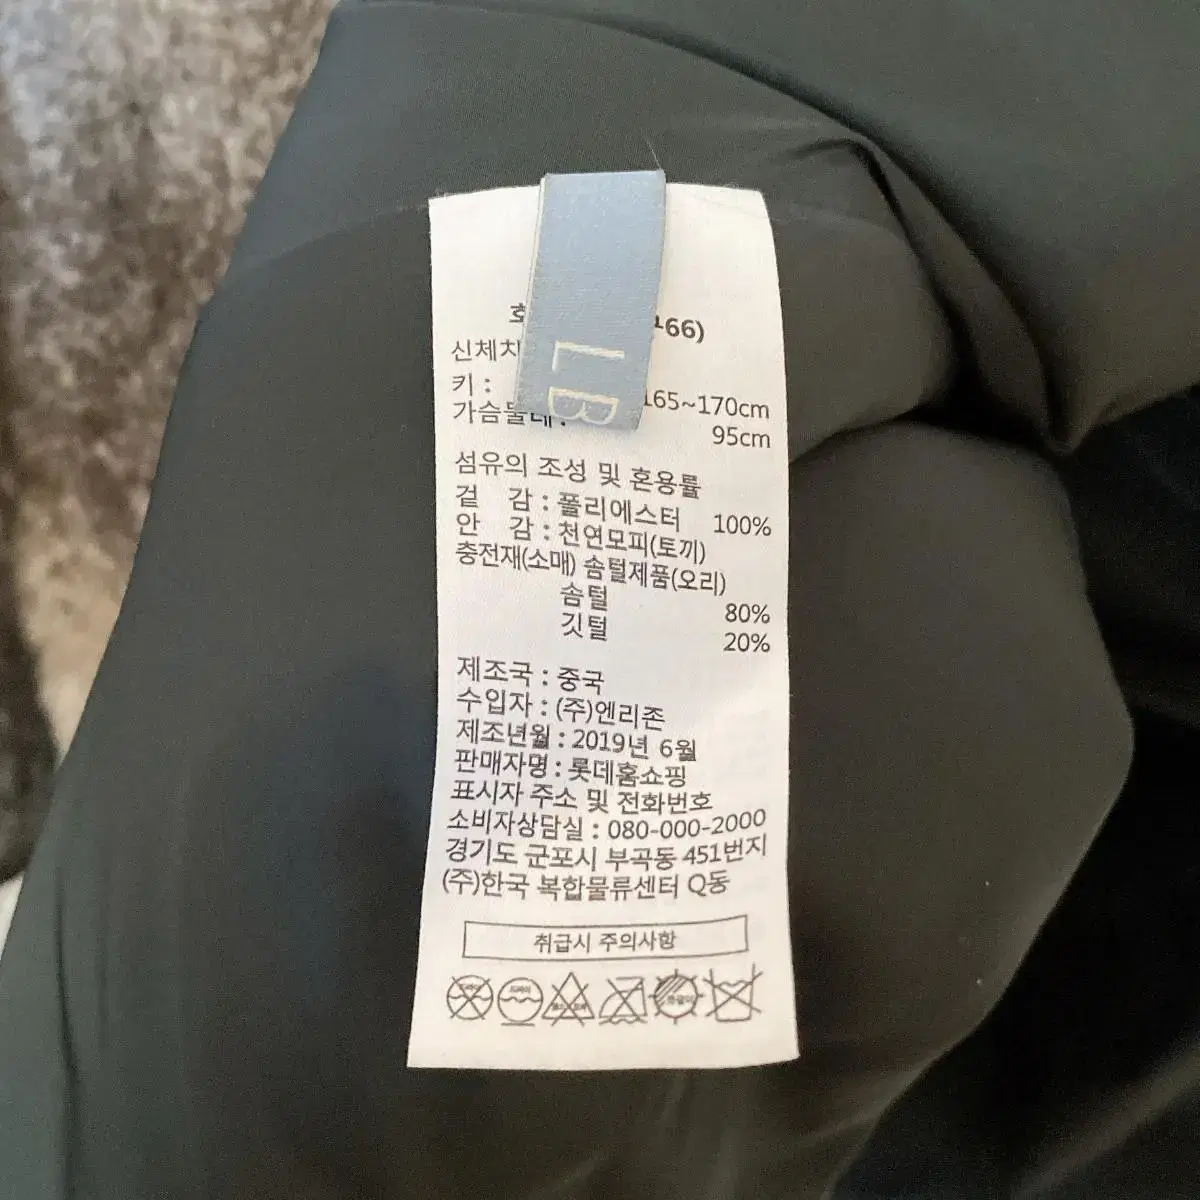 LB
66)
신체치
키 : 165~170cm
가슴둘레 : 95cm
섬유의 조성 및 혼용률
겉 감 : 폴리에스터 100%
안 감 : 천연모피(토끼)
충전재(소매) 솜털제품(오리)
솜털 80%
깃털 20%
제조국 : 중국
수입자 : (주)엔리존
제조년월 : 2019년 6월
판매자명 : 롯데홈쇼핑
표시자 주소 및 전화번호
소비자상담실 : 080-000-2000
경기도 군포시 부곡동 451번지
(주)한국 복합물류센터 Q동
취급시 주의사항